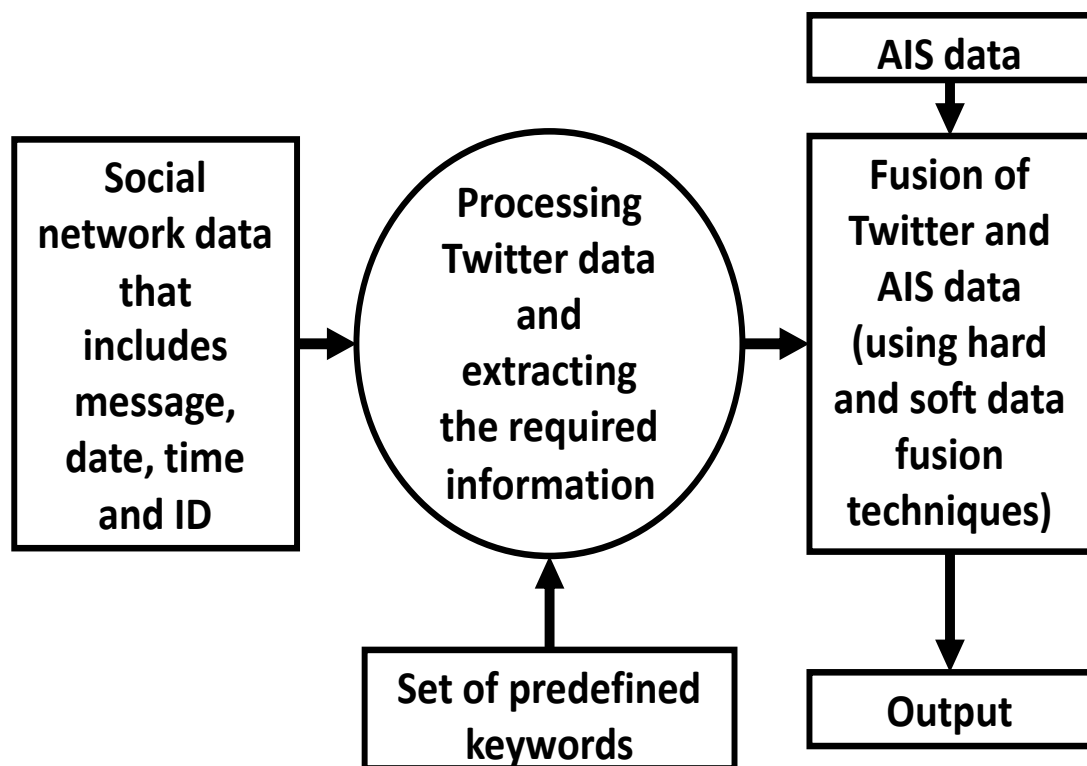 Social
network data
that
includes
message,
date, time
and ID
Processing
Twitter data
and
extracting
the required
information
Set of predefined
keywords
AIS data
Fusion of
Twitter and
AIS data
(using hard
and soft data
fusion
techniques)
Output